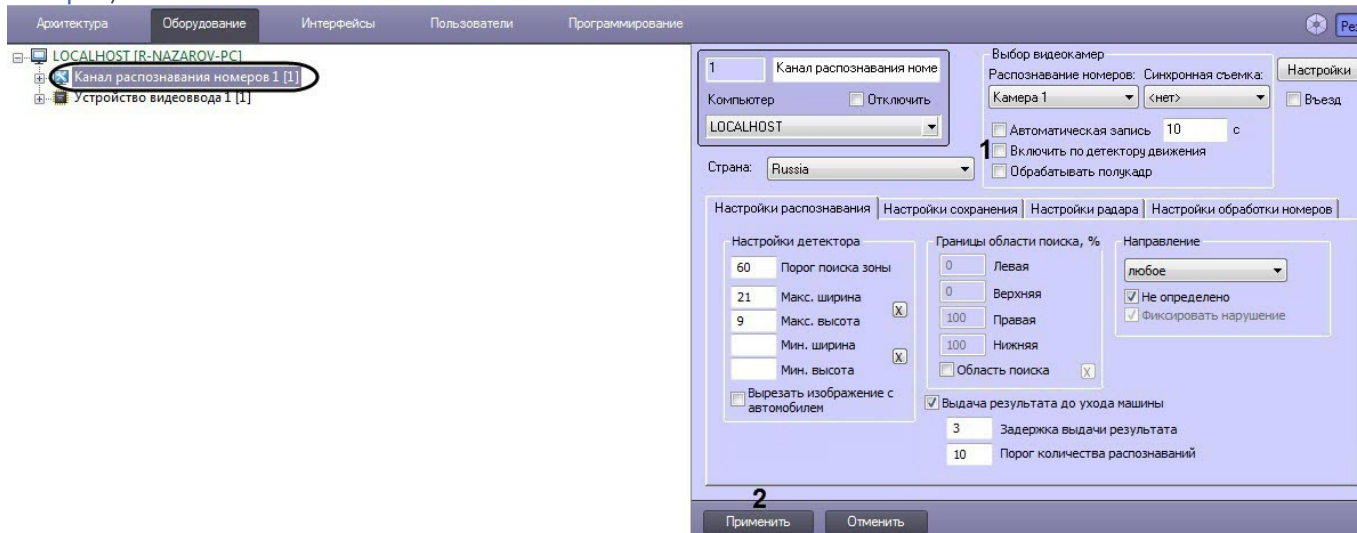 Архитектура Оборудование Интерфейсы Пользователи Программирование
LOCALHOST [R-NAZAROV-PC]
Канал распознавания номеров 1 [1]
Устройство видеоввода 1 [1]
1 Канал распознавания номе
Компьютер Отключить
LOCALHOST
Страна: Russia
Выбор видеокамер
Распознавание номеров: Синхронная съемка:
Камера 1 <нет>
Автоматическая запись 10 с
1 Включить по детектору движения
Обрабатывать полукадр
Настройки
Въезд
Настройки распознавания Настройки сохранения Настройки радара Настройки обработки номеров
Настройки детектора
60 Порог поиска зоны
21 Макс. ширина
9 Макс. высота
X
Мин. ширина
Мин. высота
X
Вырезать изображение с
автомобилем
Границы области поиска, %
0 Левая
0 Верхняя
100 Правая
100 Нижняя
Область поиска X
Направление
любое
Не определено
Фиксировать нарушение
Выдача результата до ухода машины
3 Задержка выдачи результата
10 Порог количества распознаваний
2
Применить Отменить